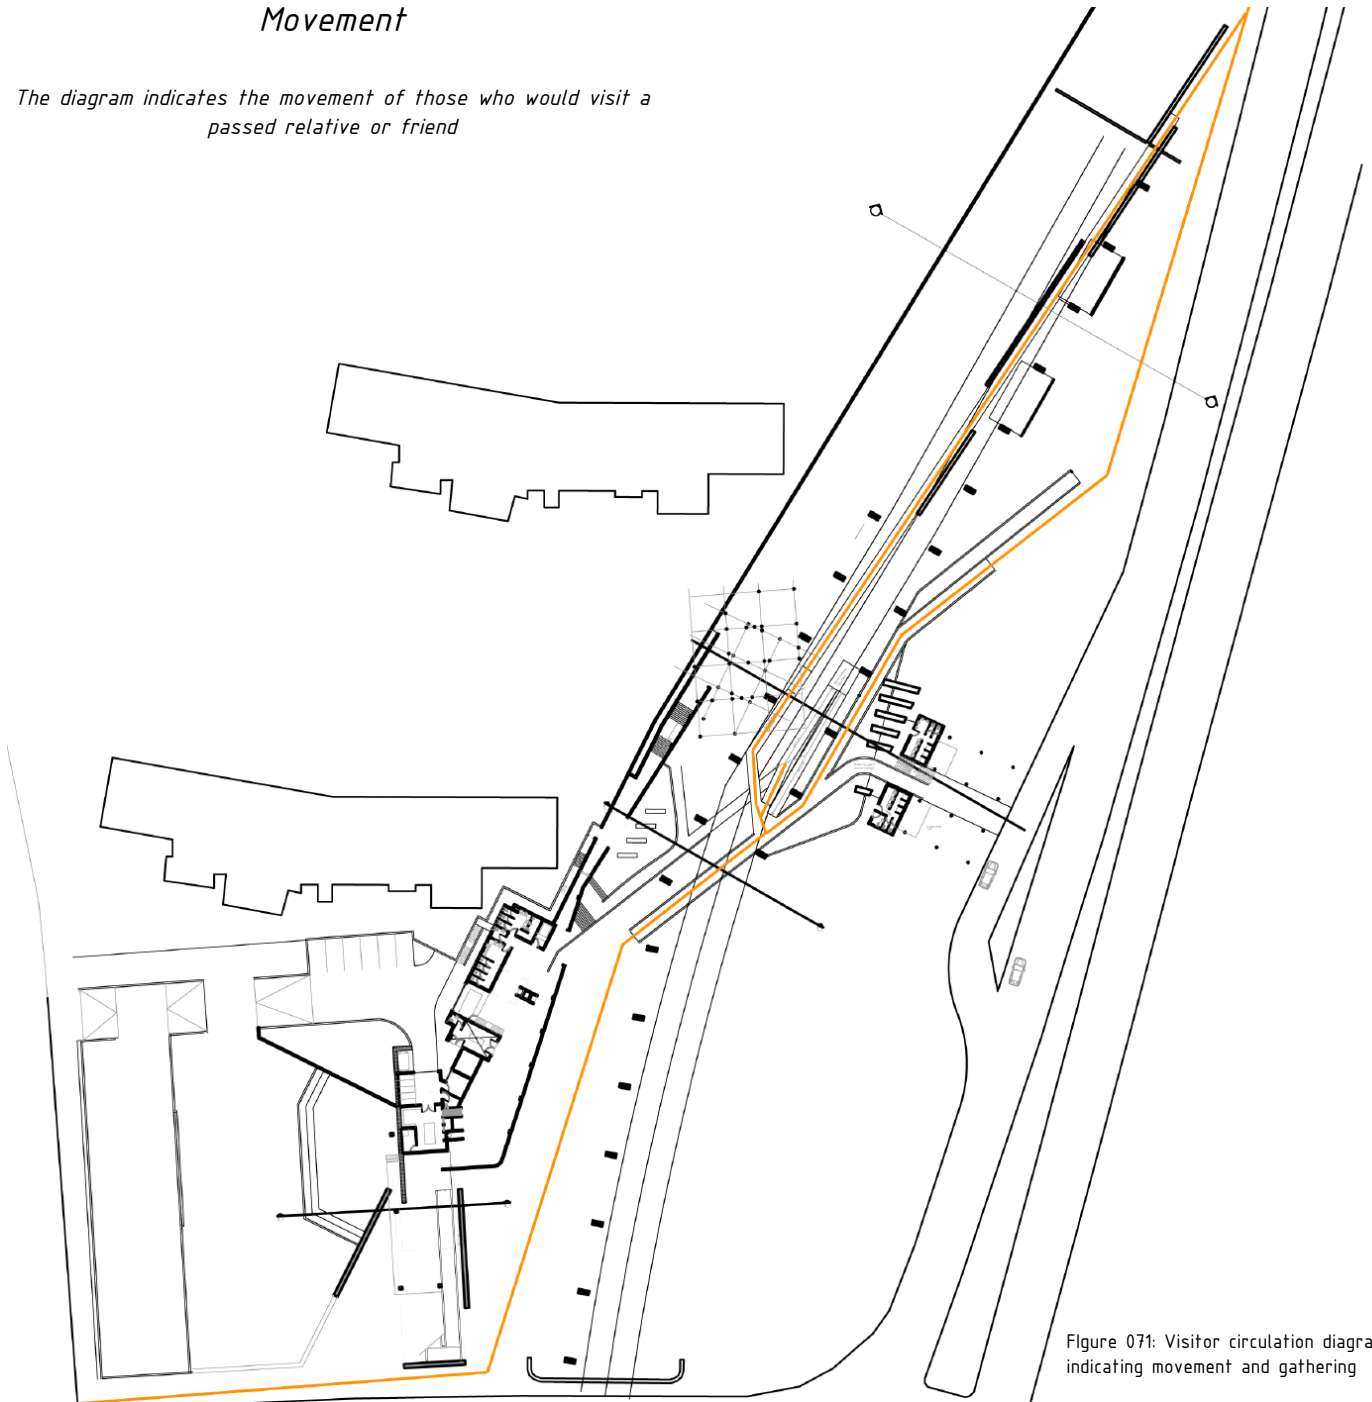 Movement
The diagram indicates the movement of those who would visit a
passed relative or friend
FIgure 071: Visitor circulation diagra
indicating movement and gathering